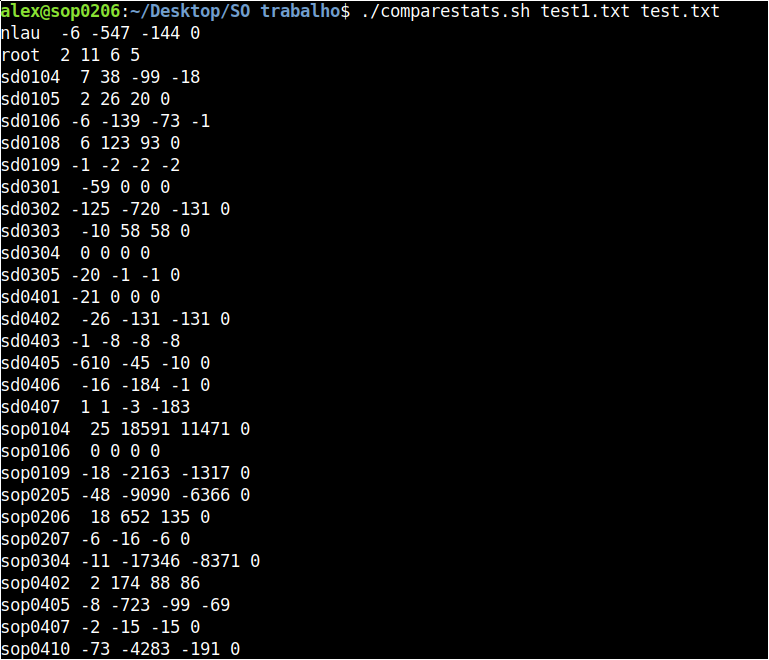 alex@sop0206:~/Desktop/SO trabalho$ ./comparestats.sh test1.txt test.txt
nlau  -6 -547 -144 0
root  2 11 6 5
sd0104  7 38 -99 -18
sd0105  2 26 20 0
sd0106 -6 -139 -73 -1
sd0108  6 123 93 0
sd0109 -1 -2 -2 -2
sd0301  -59 0 0 0
sd0302 -125 -720 -131 0
sd0303  -10 58 58 0
sd0304  0 0 0 0
sd0305 -20 -1 -1 0
sd0401 -21 0 0 0
sd0402  -26 -131 -131 0
sd0403 -1 -8 -8 -8
sd0405 -610 -45 -10 0
sd0406  -16 -184 -1 0
sd0407  1 1 -3 -183
sop0104  25 18591 11471 0
sop0106  0 0 0 0
sop0109 -18 -2163 -1317 0
sop0205 -48 -9090 -6366 0
sop0206  18 652 135 0
sop0207 -6 -16 -6 0
sop0304 -11 -17346 -8371 0
sop0402  2 174 88 86
sop0405 -8 -723 -99 -69
sop0407 -2 -15 -15 0
sop0410 -73 -4283 -191 0